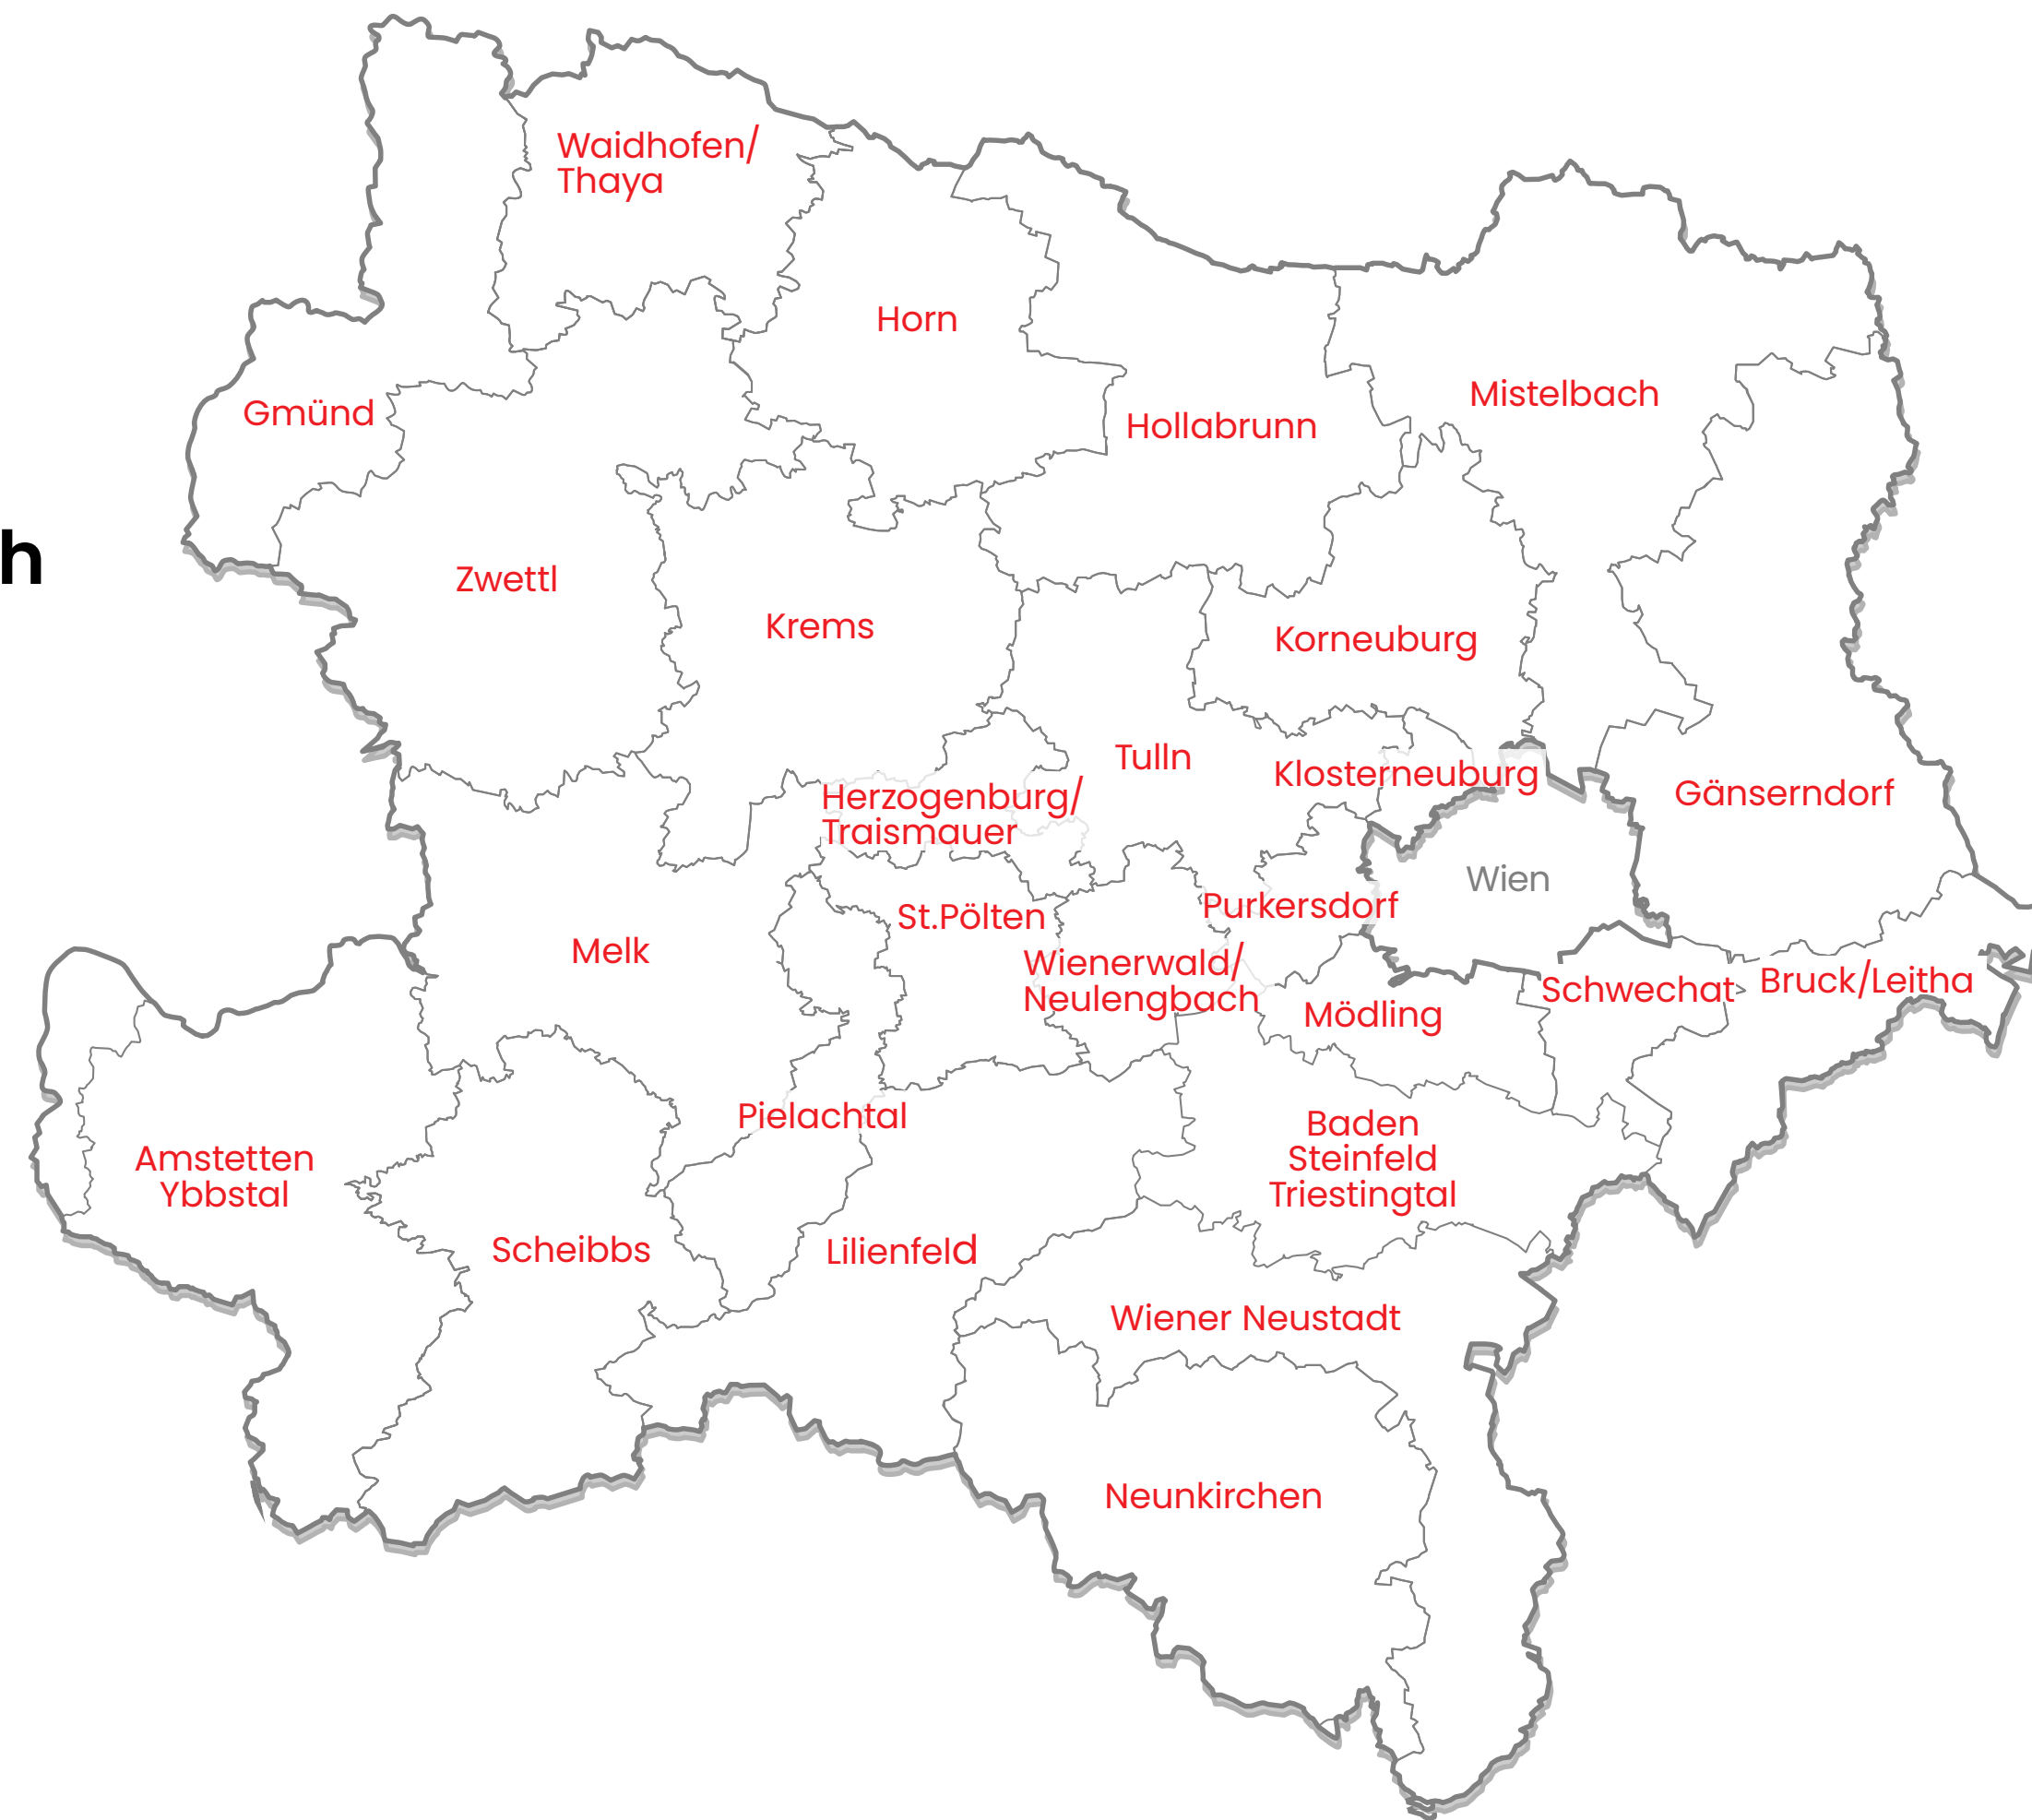 Waidhofen/
Thaya
Horn
Gmünd
Mistelbach
Hollabrunn
h
Zwettl
Krems
Korneuburg
Tulln
Klosterneuburg
Herzogenburg/
Traismauer
Gänserndorf
Wien
Purkersdorf
St.Pölten
Melk
Wienerwald/
Neulengbach
Schwechat
Bruck/Leitha
Mödling
Pielachtal
Baden
Steinfeld
Triestingtal
Amstetten
Ybbstal
Scheibbs
Lilienfeld
Wiener Neustadt
Neunkirchen